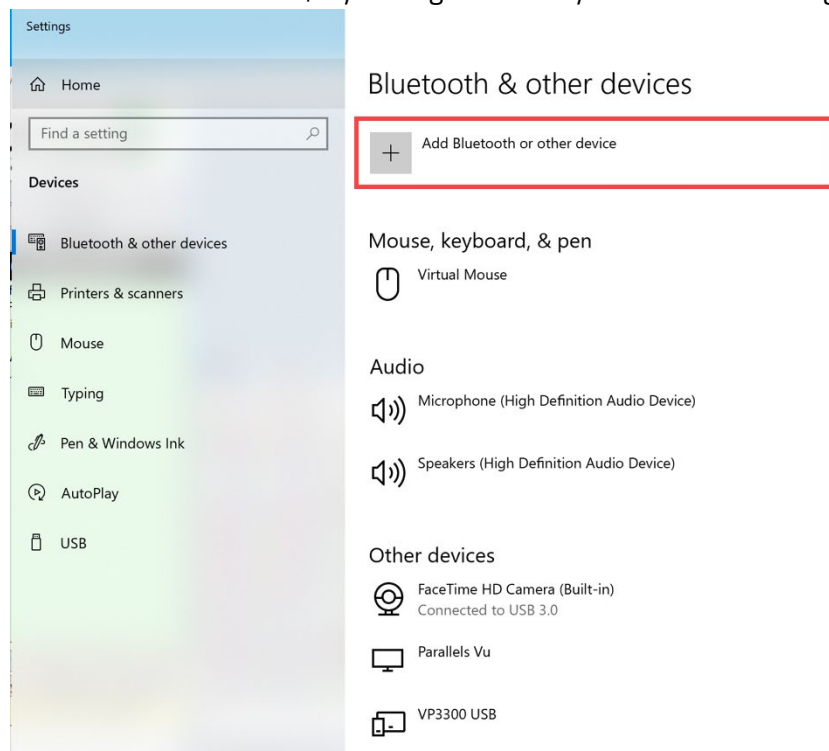 Settings
Home
Find a setting
Devices
Bluetooth & other devices
Printers & scanners
Mouse
Typing
Pen & Windows Ink
AutoPlay
USB
Bluetooth & other devices
Add Bluetooth or other device
Mouse, keyboard, & pen
Virtual Mouse
Audio
Microphone (High Definition Audio Device)
Speakers (High Definition Audio Device)
Other devices
FaceTime HD Camera (Built-in)
Connected to USB 3.0
Parallels Vu
VP3300 USB